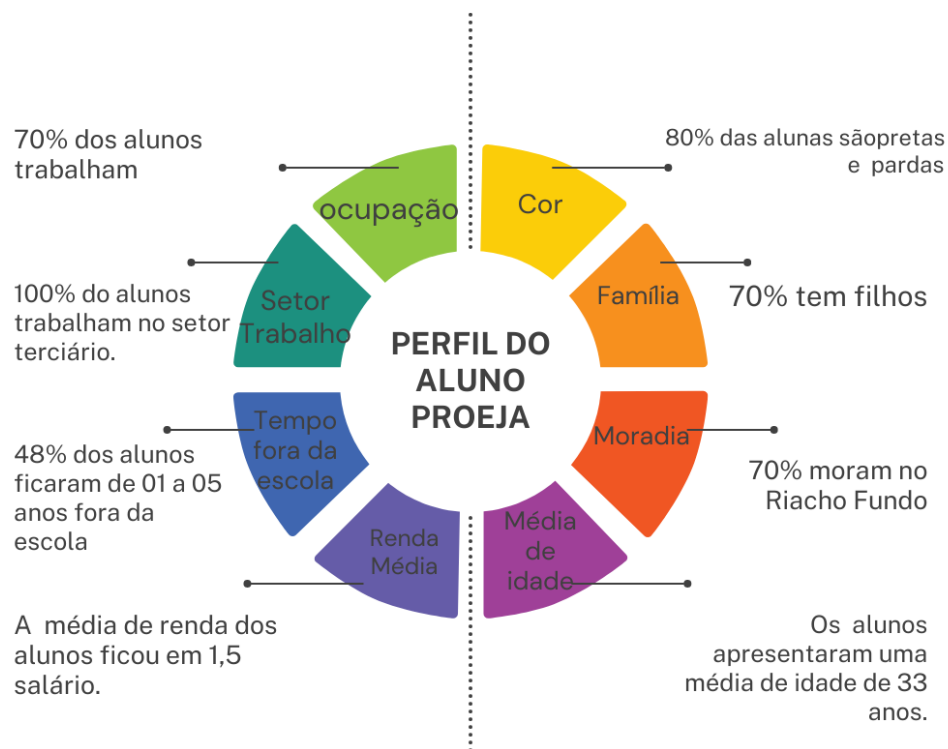 70% dos alunos
trabalham
ocupação
Cor
80% das alunas sãopretas
e pardas
Setor
Trabalho
100% do alunos
trabalham no setor
terciário.
Família
70% tem filhos
PERFIL DO
ALUNO
PROEJA
Tempo
fora da
escola
48% dos alunos
ficaram de 01 a 05
anos fora da
escola
Moradia
70% moram no
Riacho Fundo
Renda
Média
A média de renda dos
alunos ficou em 1,5
salário.
Média
de
idade
Os alunos
apresentaram uma
média de idade de 33
anos.